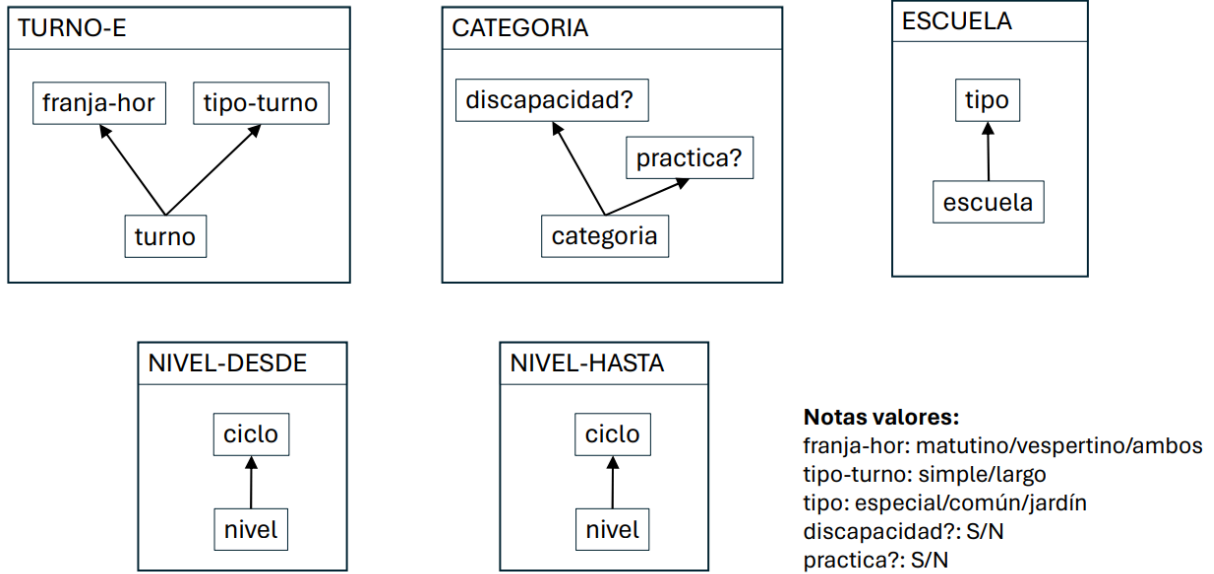 TURNO-E
franja-hor
tipo-turno
turno
CATEGORIA
discapacidad?
practica?
categoria
ESCUELA
tipo
escuela
NIVEL-DESDE
ciclo
nivel
NIVEL-HASTA
ciclo
nivel
Notas valores:
franja-hor: matutino/vespertino/ambos
tipo-turno: simple/largo
tipo: especial/común/jardín
discapacidad?: S/N
practica?: S/N